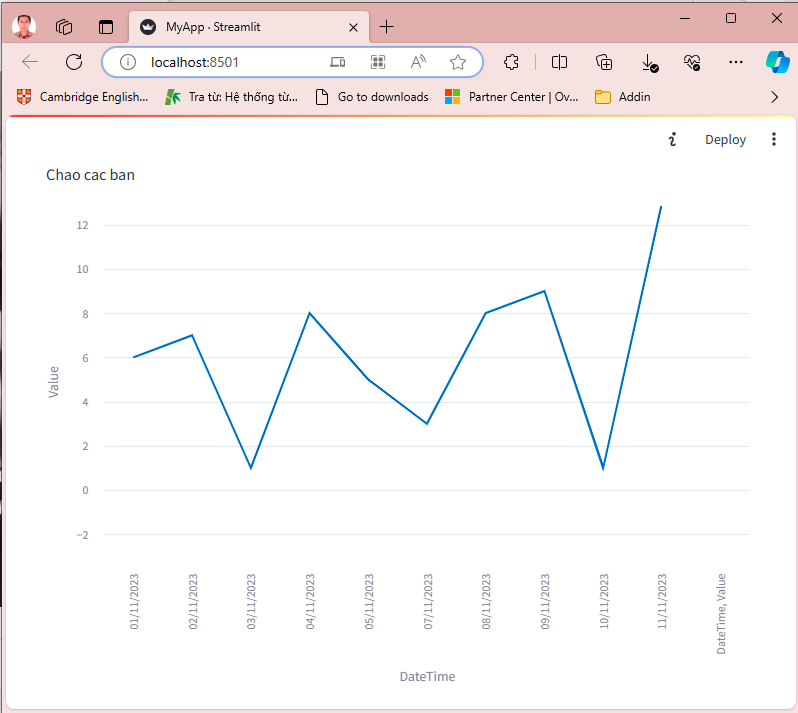 MyApp · Streamlit
localhost:8501
Cambridge English...
Tra từ: Hệ thống từ...
Go to downloads
Partner Center | Ov...
Addin
Deploy
Chao cac ban
12
10
8
6
4
2
0
−2
Value
01/11/2023
02/11/2023
03/11/2023
04/11/2023
05/11/2023
07/11/2023
08/11/2023
09/11/2023
10/11/2023
11/11/2023
DateTime, Value
DateTime